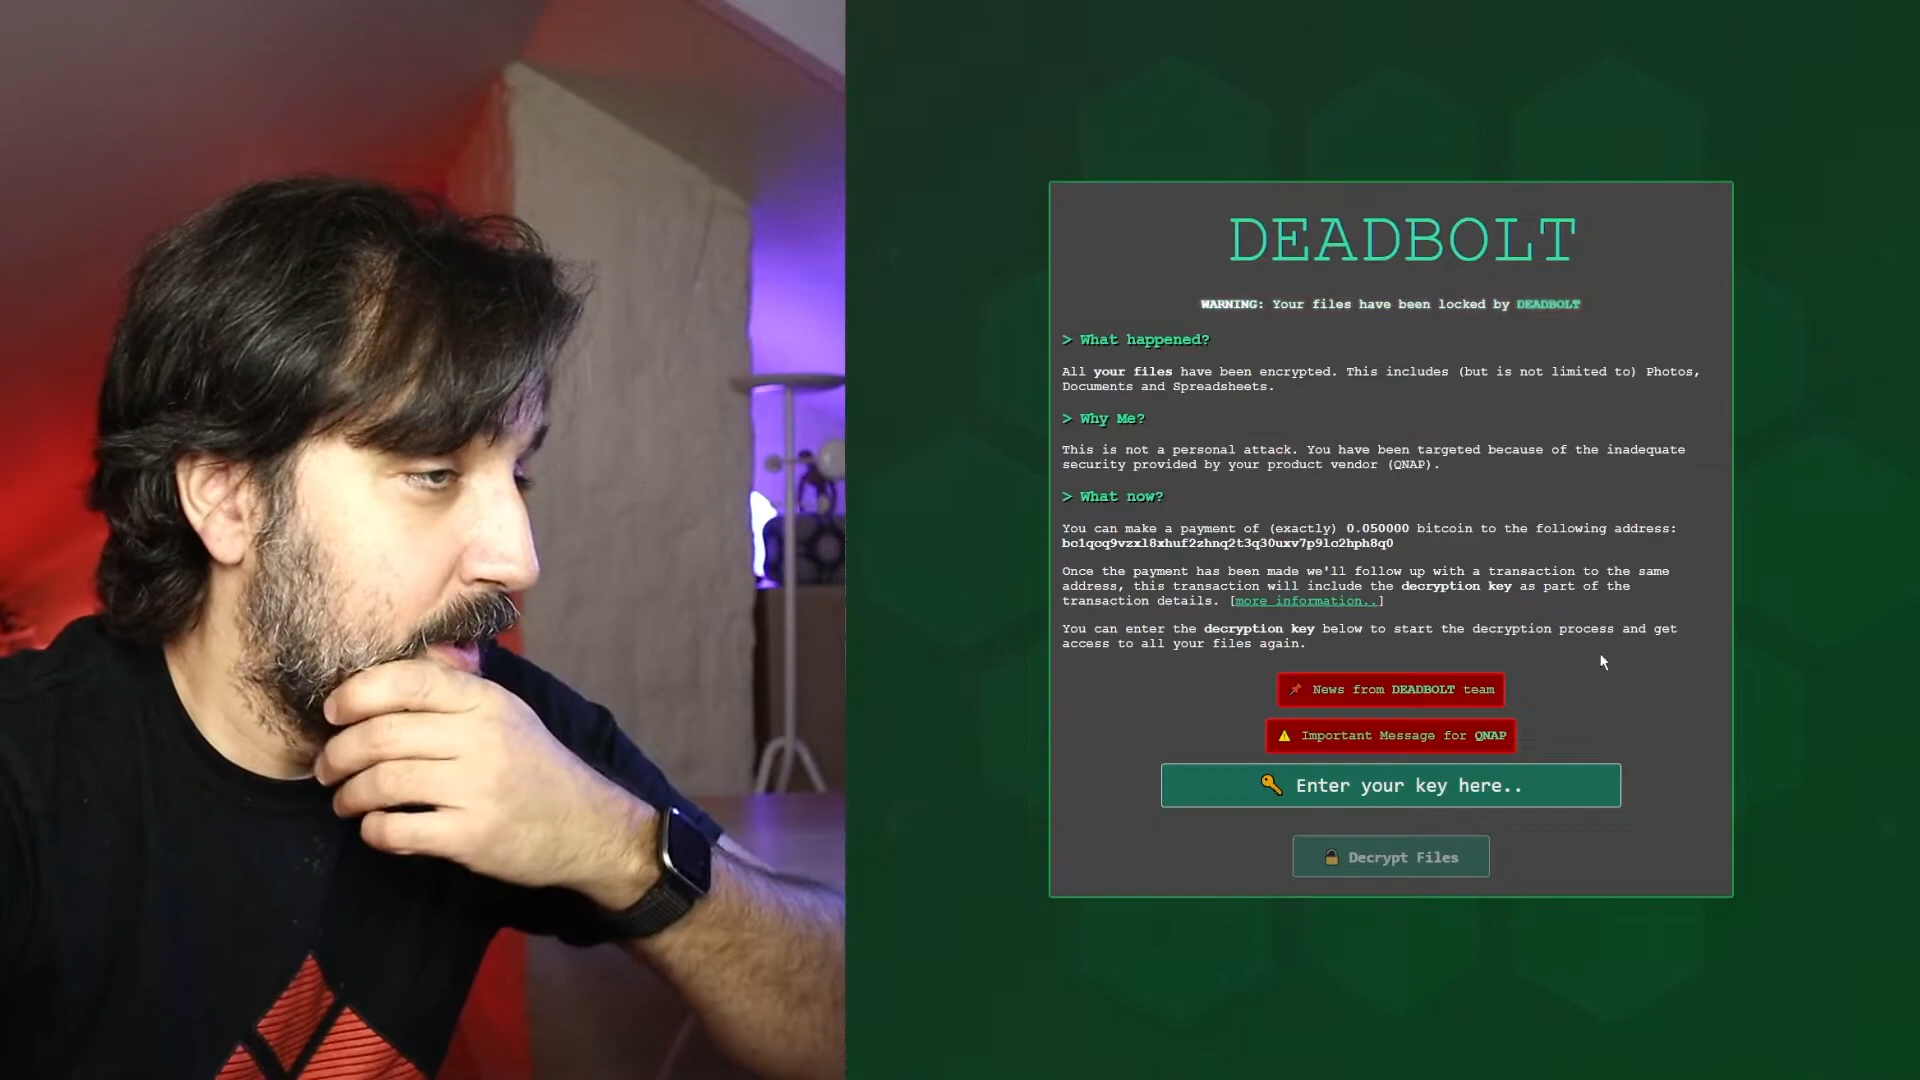 DEADBOLT
WARNING: Your files have been locked by DEADBOLT
> What happened?
All your files have been encrypted. This includes (but is not limited to) Photos,
Documents and Spreadsheets.
> Why Me?
This is not a personal attack. You have been targeted because of the inadequate
security provided by your product vendor (QNAP).
> What now?
You can make a payment of (exactly) 0.050000 bitcoin to the following address:
bc1qcq9vzxl8xhuf2zhnq2t3q30uxv7p9lc2hph8q0
Once the payment has been made we'll follow up with a transaction to the same
address, this transaction will include the decryption key as part of the
transaction details. [more information..]
You can enter the decryption key below to start the decryption process and get
access to all your files again.
News from DEADBOLT team
Important Message for QNAP
Enter your key here..
Decrypt Files